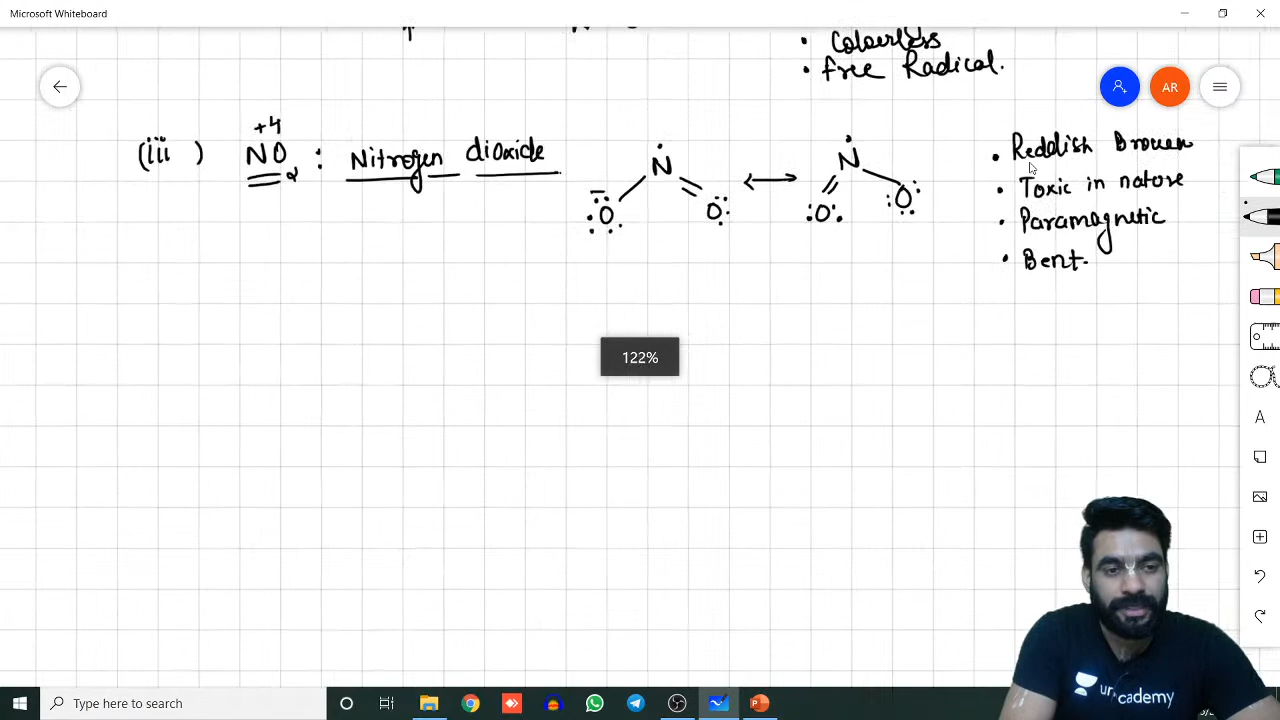 Microsoft Whiteboard
• Colourless
• free Radical.
AR
(iii) NO2 : Nitrogen dioxide
+4
N N
O O :O: :O:
• Reddish Brown
• Toxic in nature
• Paramagnetic
• Bent.
122%
A
unacademy
Type here to search